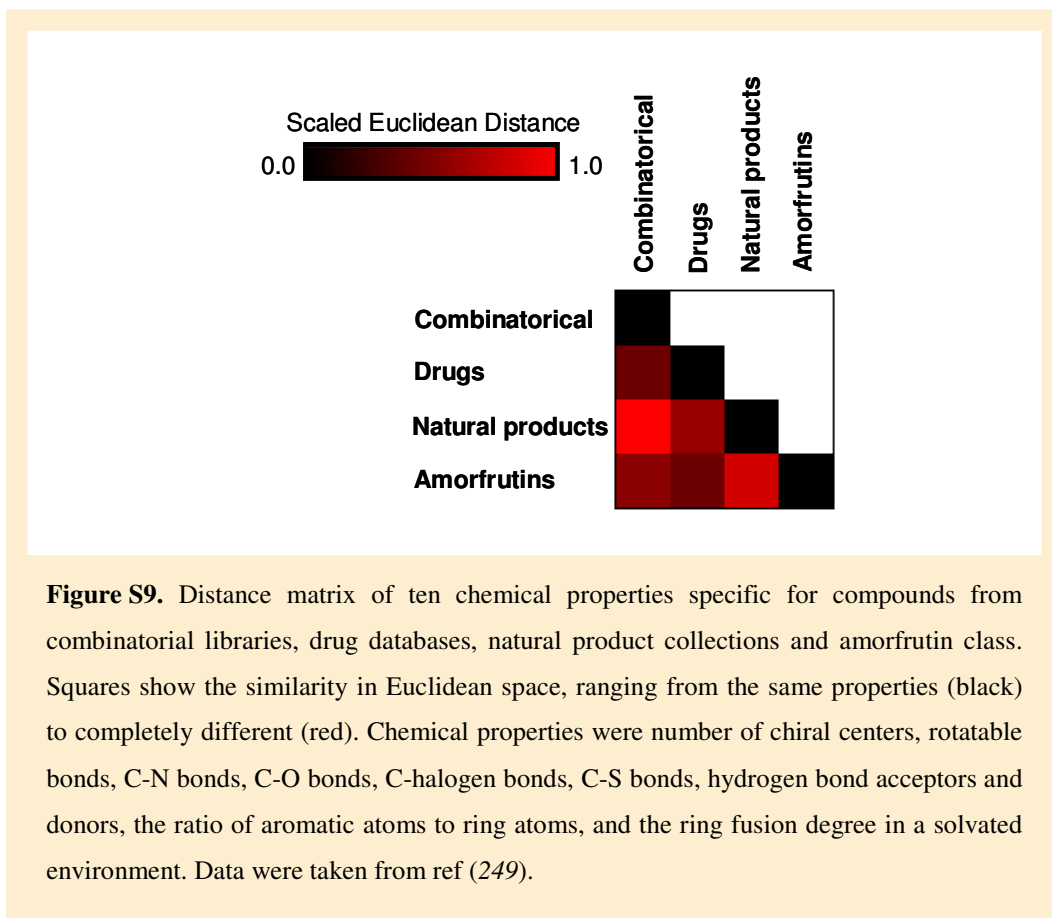 Scaled Euclidean Distance
0.0
1.0
Combinatorical
Drugs
Natural products
Amorfrutins
Combinatorical
Drugs
Natural products
Amorfrutins
Figure S9. Distance matrix of ten chemical properties specific for compounds from
combinatorial libraries, drug databases, natural product collections and amorfrutin class.
Squares show the similarity in Euclidean space, ranging from the same properties (black)
to completely different (red). Chemical properties were number of chiral centers, rotatable
bonds, C-N bonds, C-O bonds, C-halogen bonds, C-S bonds, hydrogen bond acceptors and
donors, the ratio of aromatic atoms to ring atoms, and the ring fusion degree in a solvated
environment. Data were taken from ref (249).